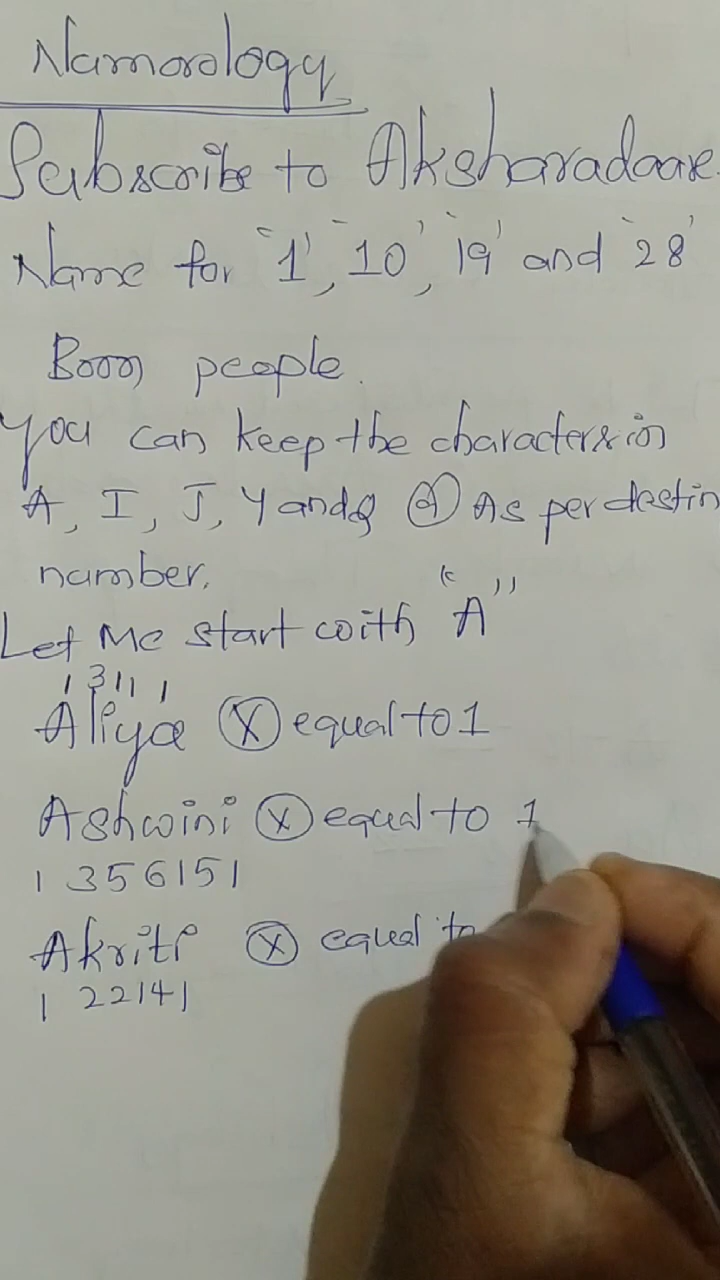 Namorology
Subscribe to Aksharadaare
Name for '1', '10', '19' and '28'
Born people.
You can keep the characters in
A, I, J, Y and Q (or) As per destin
number.
Let Me start with "A"
1 3 1 1 1
Aliya (X) equal to 1
Ashwini (X) equal to 1
1 3 5 6 1 5 1
Akriti (X) equal to
1 2 2 1 4 1